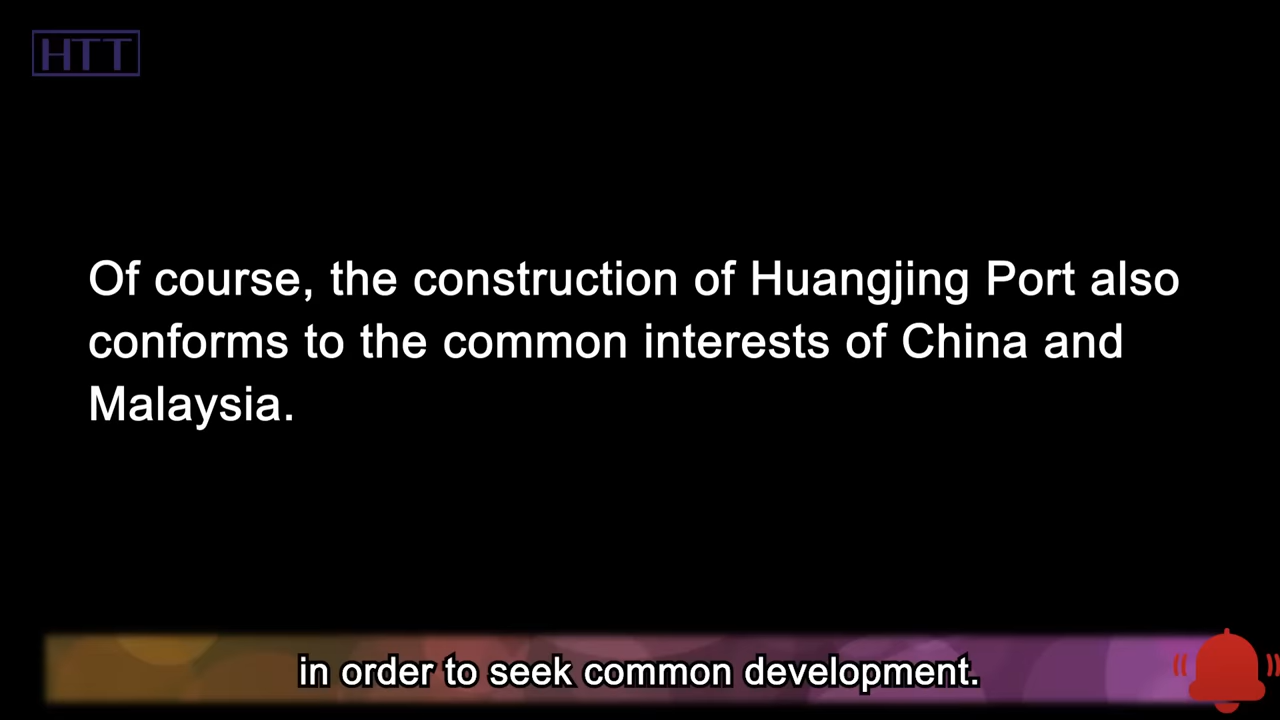 HTT
Of course, the construction of Huangjing Port also
conforms to the common interests of China and
Malaysia.
in order to seek common development.